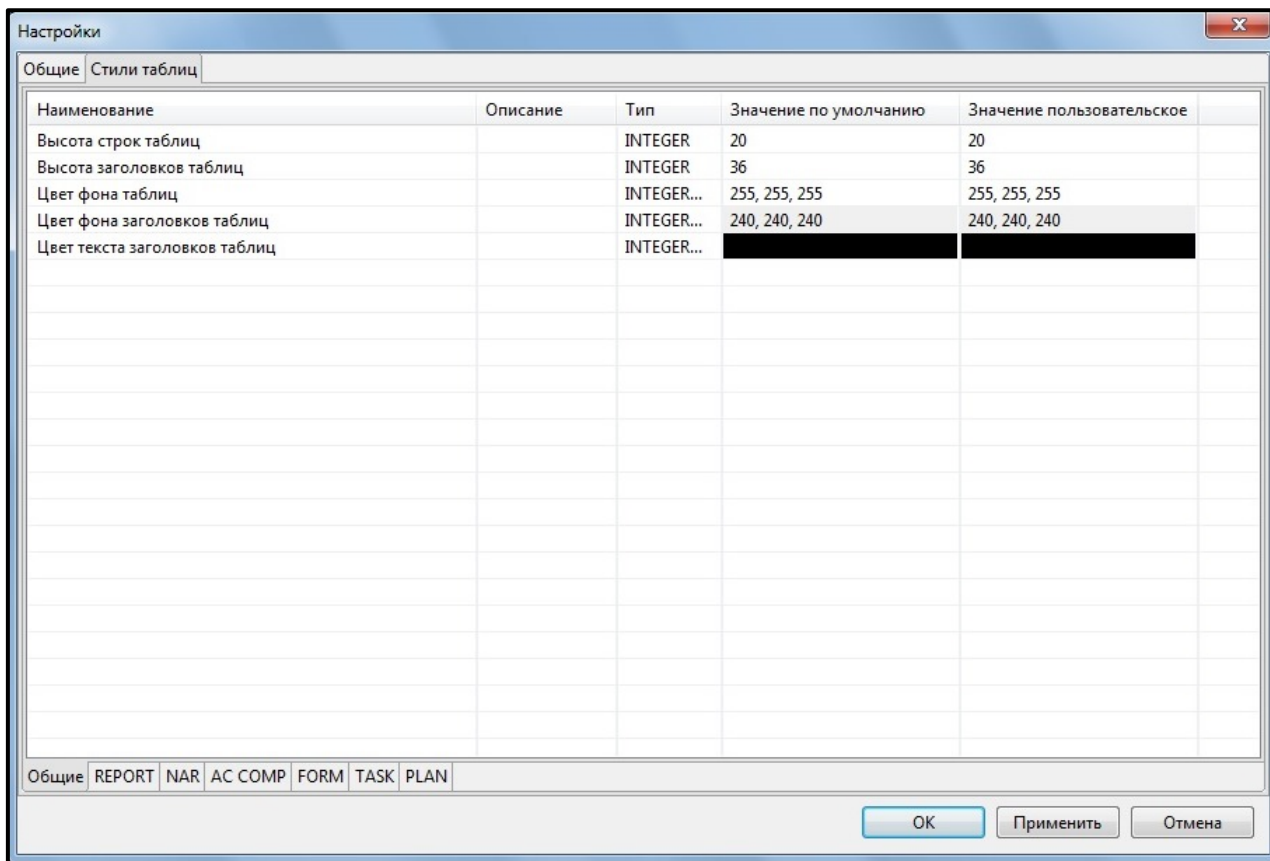 Настройки
Общие Стили таблиц
Наименование Описание Тип Значение по умолчанию Значение пользовательское
Высота строк таблиц INTEGER 20 20
Высота заголовков таблиц INTEGER 36 36
Цвет фона таблиц INTEGER... 255, 255, 255 255, 255, 255
Цвет фона заголовков таблиц INTEGER... 240, 240, 240 240, 240, 240
Цвет текста заголовков таблиц INTEGER...
Общие REPORT NAR AC COMP FORM TASK PLAN
OK Применить Отмена